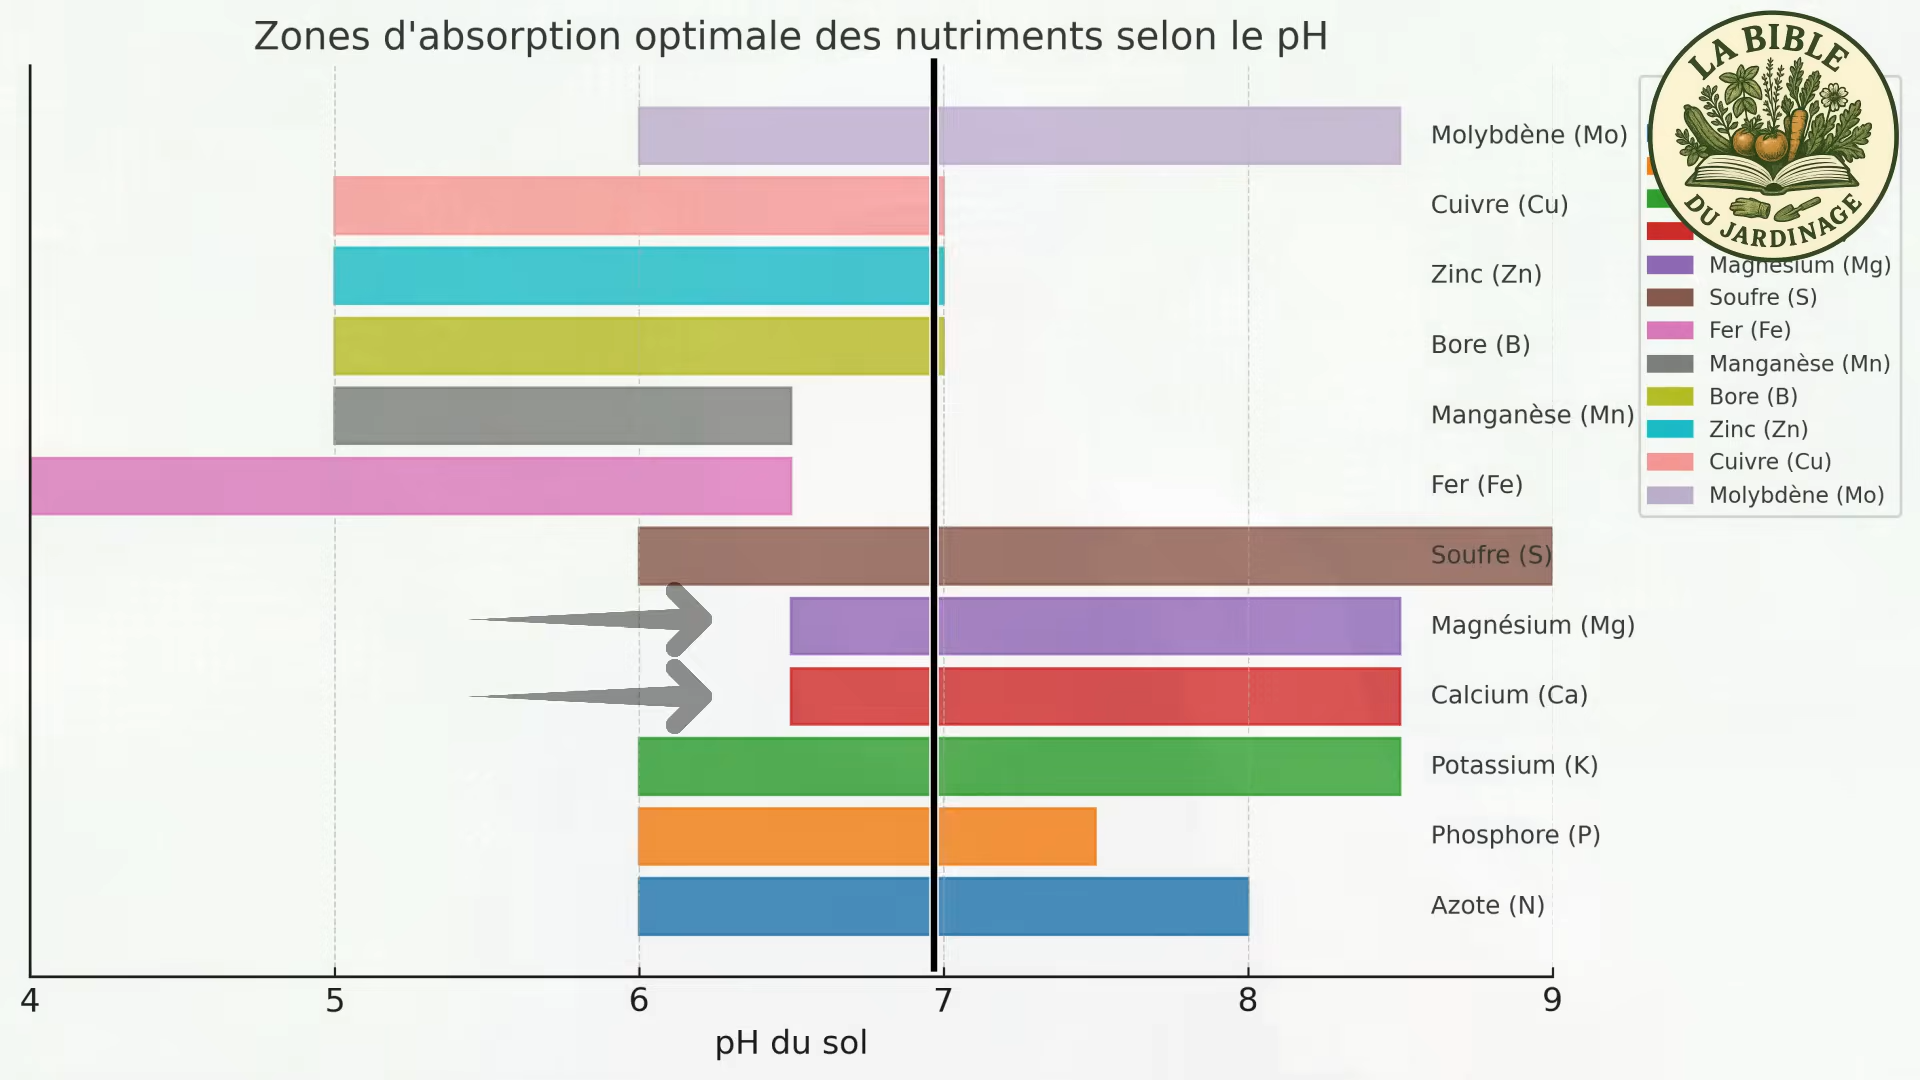 Zones d'absorption optimale des nutriments selon le pH
LA BIBLE
DU JARDINAGE
Molybdène (Mo)
Cuivre (Cu)
Zinc (Zn)
Bore (B)
Manganèse (Mn)
Fer (Fe)
Soufre (S)
Magnésium (Mg)
Calcium (Ca)
Potassium (K)
Phosphore (P)
Azote (N)
Magnésium (Mg)
Soufre (S)
Fer (Fe)
Manganèse (Mn)
Bore (B)
Zinc (Zn)
Cuivre (Cu)
Molybdène (Mo)
4 5 6 7 8 9
pH du sol